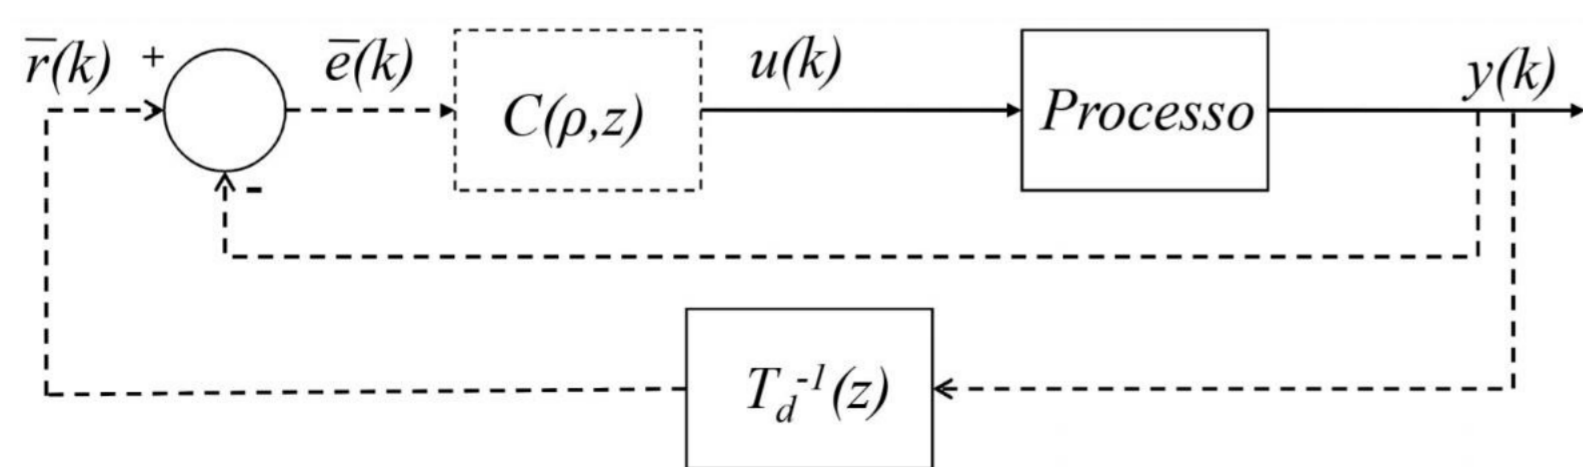 r̅(k) + e̅(k) C(ρ,z) u(k) Processo y(k)
-
T_d^{-1}(z)